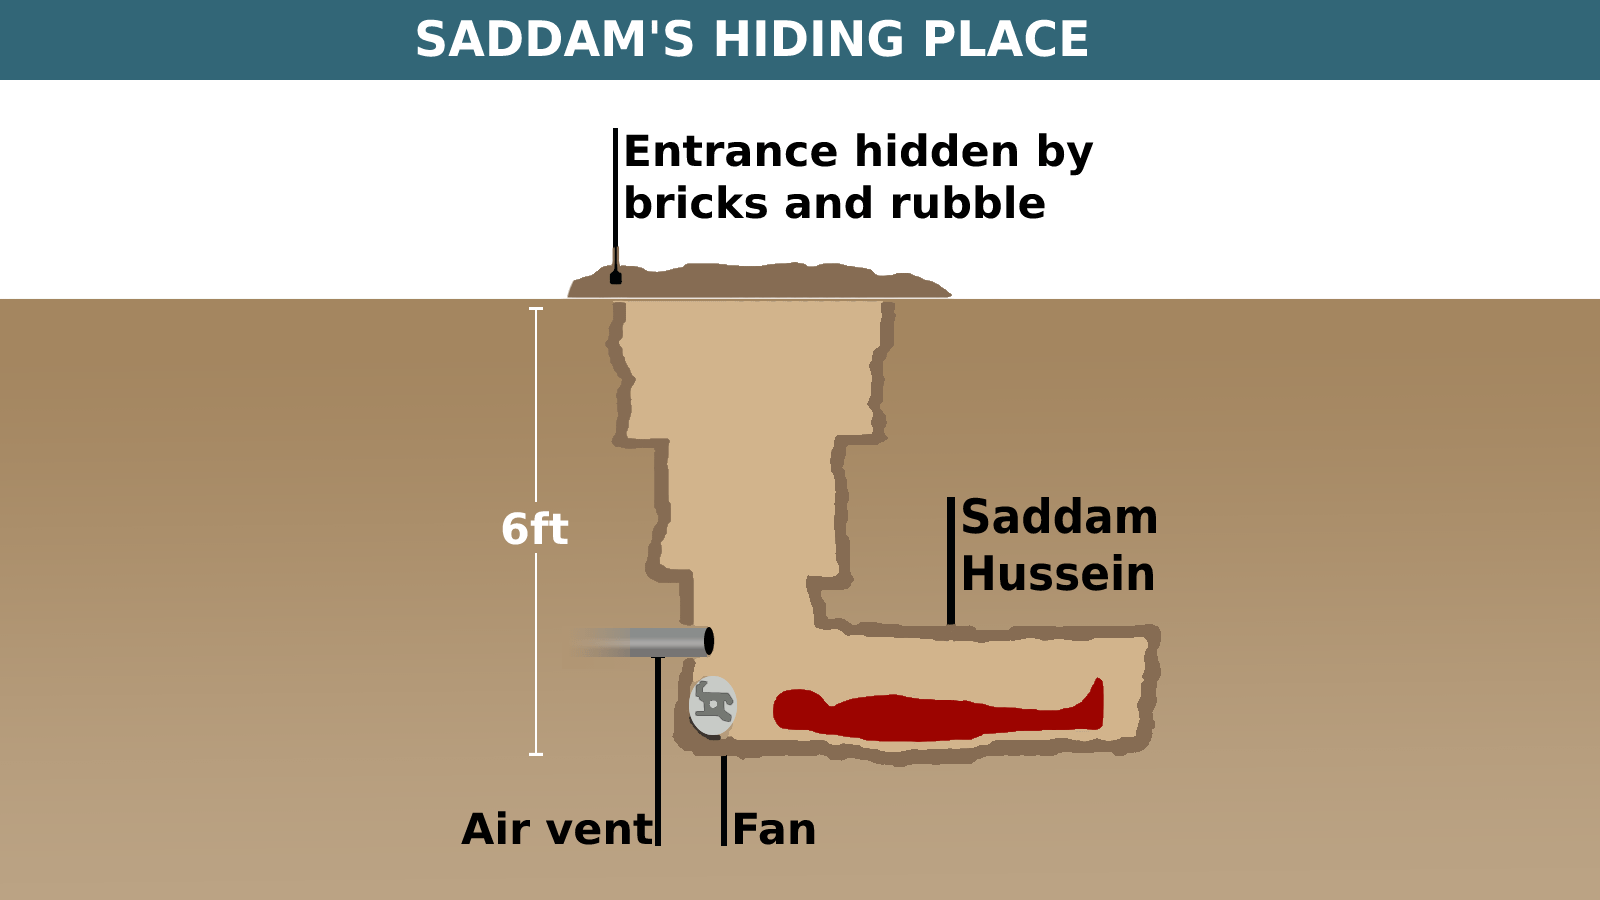 SADDAM'S HIDING PLACE
Entrance hidden by
bricks and rubble
6ft
Saddam
Hussein
Air vent
Fan